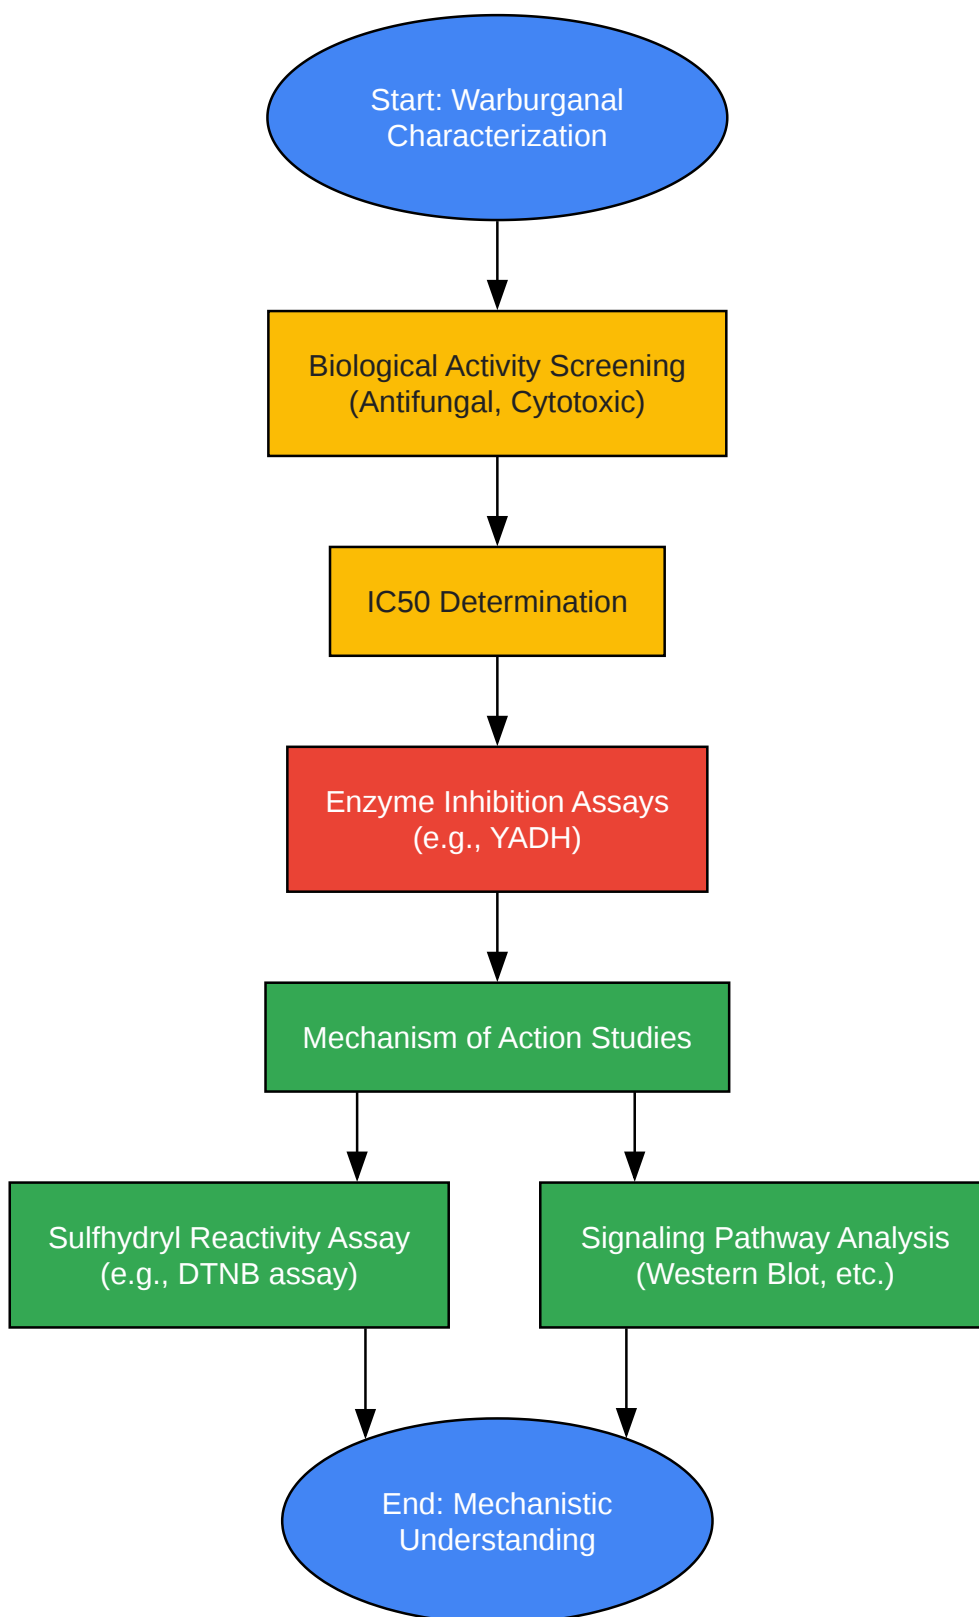 Start: Warburganal
Characterization
Biological Activity Screening
(Antifungal, Cytotoxic)
IC50 Determination
Enzyme Inhibition Assays
(e.g., YADH)
Mechanism of Action Studies
Sulfhydryl Reactivity Assay
(e.g., DTNB assay)
Signaling Pathway Analysis
(Western Blot, etc.)
End: Mechanistic
Understanding